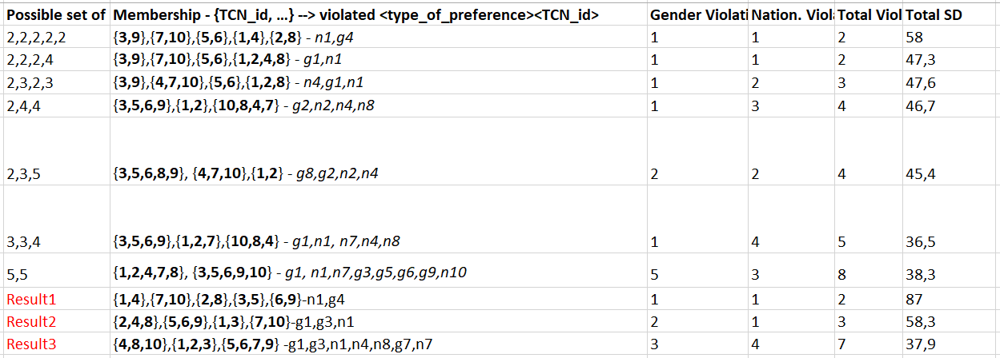 Possible set of Membership - {TCN_id, ...} --> violated <type_of_preference><TCN_id> Gender Violati Nation. Viol Total Viol Total SD
2,2,2,2,2 {3,9},{7,10},{5,6},{1,4},{2,8} - n1,g4 1 1 2 58
2,2,2,4 {3,9},{7,10},{5,6},{1,2,4,8} - g1,n1 1 1 2 47,3
2,3,2,3 {3,9},{4,7,10},{5,6},{1,2,8} - n4,g1,n1 1 2 3 47,6
2,4,4 {3,5,6,9},{1,2},{10,8,4,7} - g2,n2,n4,n8 1 3 4 46,7
2,3,5 {3,5,6,8,9}, {4,7,10},{1,2} - g8,g2,n2,n4 2 2 4 45,4
3,3,4 {3,5,6,9},{1,2,7},{10,8,4} - g1,n1, n7,n4,n8 1 4 5 36,5
5,5 {1,2,4,7,8}, {3,5,6,9,10} - g1, n1,n7,g3,g5,g6,g9,n10 5 3 8 38,3
Result1 {1,4},{7,10},{2,8},{3,5},{6,9}-n1,g4 1 1 2 87
Result2 {2,4,8},{5,6,9},{1,3},{7,10}-g1,g3,n1 2 1 3 58,3
Result3 {4,8,10},{1,2,3},{5,6,7,9} -g1,g3,n1,n4,n8,g7,n7 3 4 7 37,9